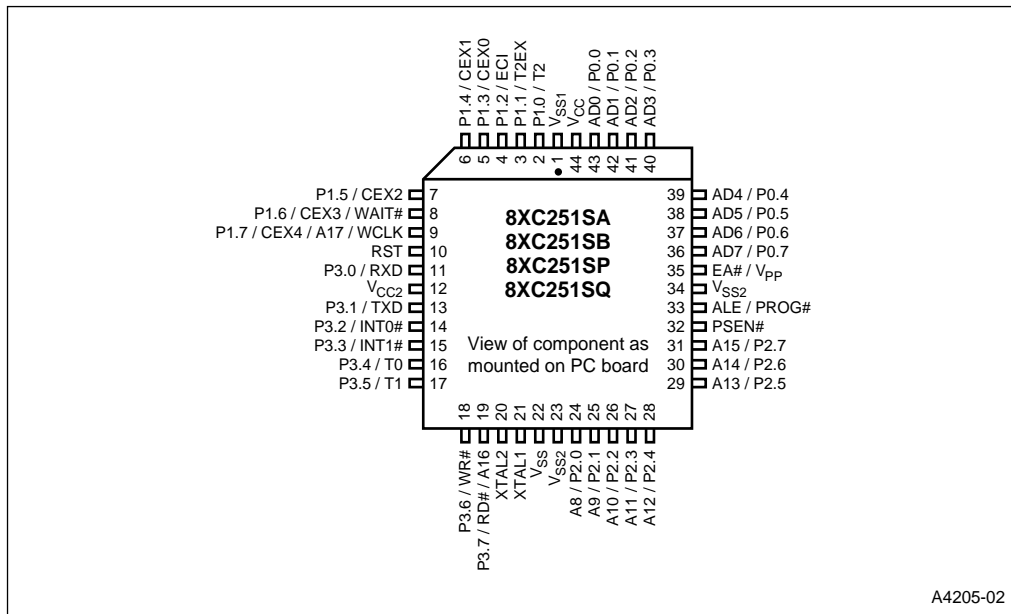 P1.4 / CEX1
P1.3 / CEX0
P1.2 / ECI
P1.1 / T2EX
P1.0 / T2
VSS1
VCC
AD0 / P0.0
AD1 / P0.1
AD2 / P0.2
AD3 / P0.3
6 5 4 3 2 1 44 43 42 41 40
P1.5 / CEX2 7
P1.6 / CEX3 / WAIT# 8
P1.7 / CEX4 / A17 / WCLK 9
RST 10
P3.0 / RXD 11
VCC2 12
P3.1 / TXD 13
P3.2 / INT0# 14
P3.3 / INT1# 15
P3.4 / T0 16
P3.5 / T1 17
8XC251SA
8XC251SB
8XC251SP
8XC251SQ
View of component as
mounted on PC board
39 AD4 / P0.4
38 AD5 / P0.5
37 AD6 / P0.6
36 AD7 / P0.7
35 EA# / VPP
34 VSS2
33 ALE / PROG#
32 PSEN#
31 A15 / P2.7
30 A14 / P2.6
29 A13 / P2.5
18 19 20 21 22 23 24 25 26 27 28
P3.6 / WR#
P3.7 / RD# / A16
XTAL2
XTAL1
VSS
VSS2
A8 / P2.0
A9 / P2.1
A10 / P2.2
A11 / P2.3
A12 / P2.4
A4205-02